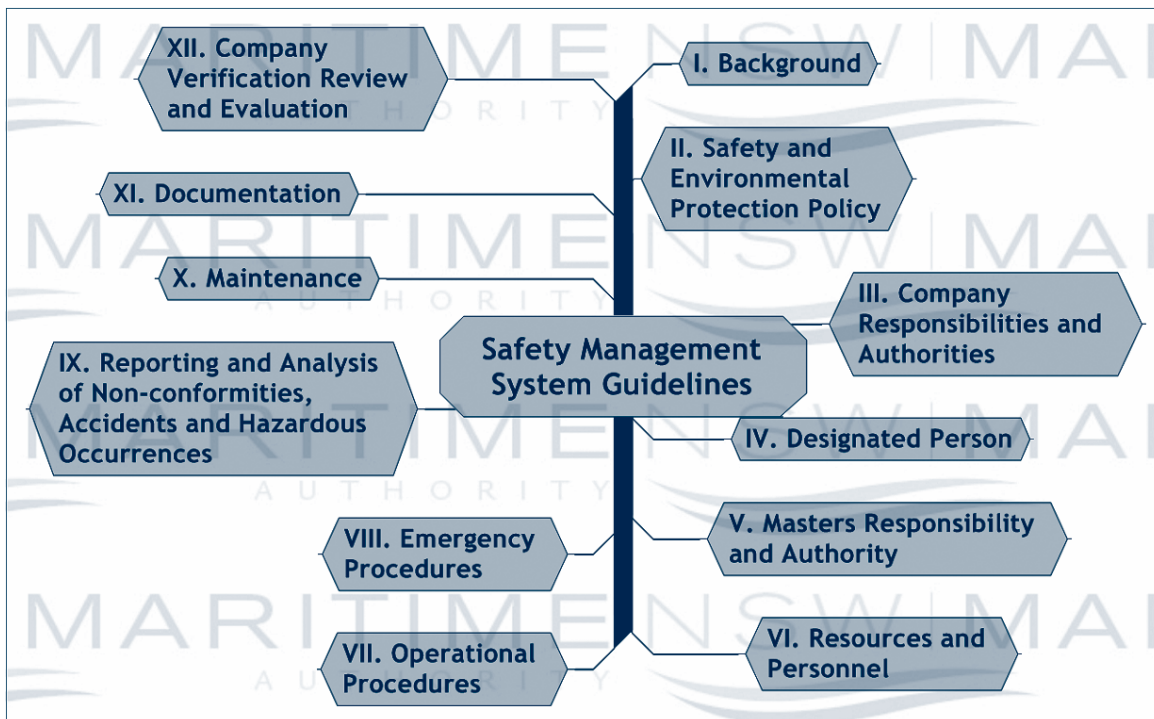 MARITIME NSW MARITIME
AUTHORITY
I. Background
II. Safety and
Environmental
Protection Policy
III. Company
Responsibilities and
Authorities
Safety Management
System Guidelines
IV. Designated Person
V. Masters Responsibility
and Authority
VI. Resources and
Personnel
VII. Operational
Procedures
VIII. Emergency
Procedures
IX. Reporting and Analysis
of Non-conformities,
Accidents and Hazardous
Occurrences
X. Maintenance
XI. Documentation
XII. Company
Verification Review
and Evaluation